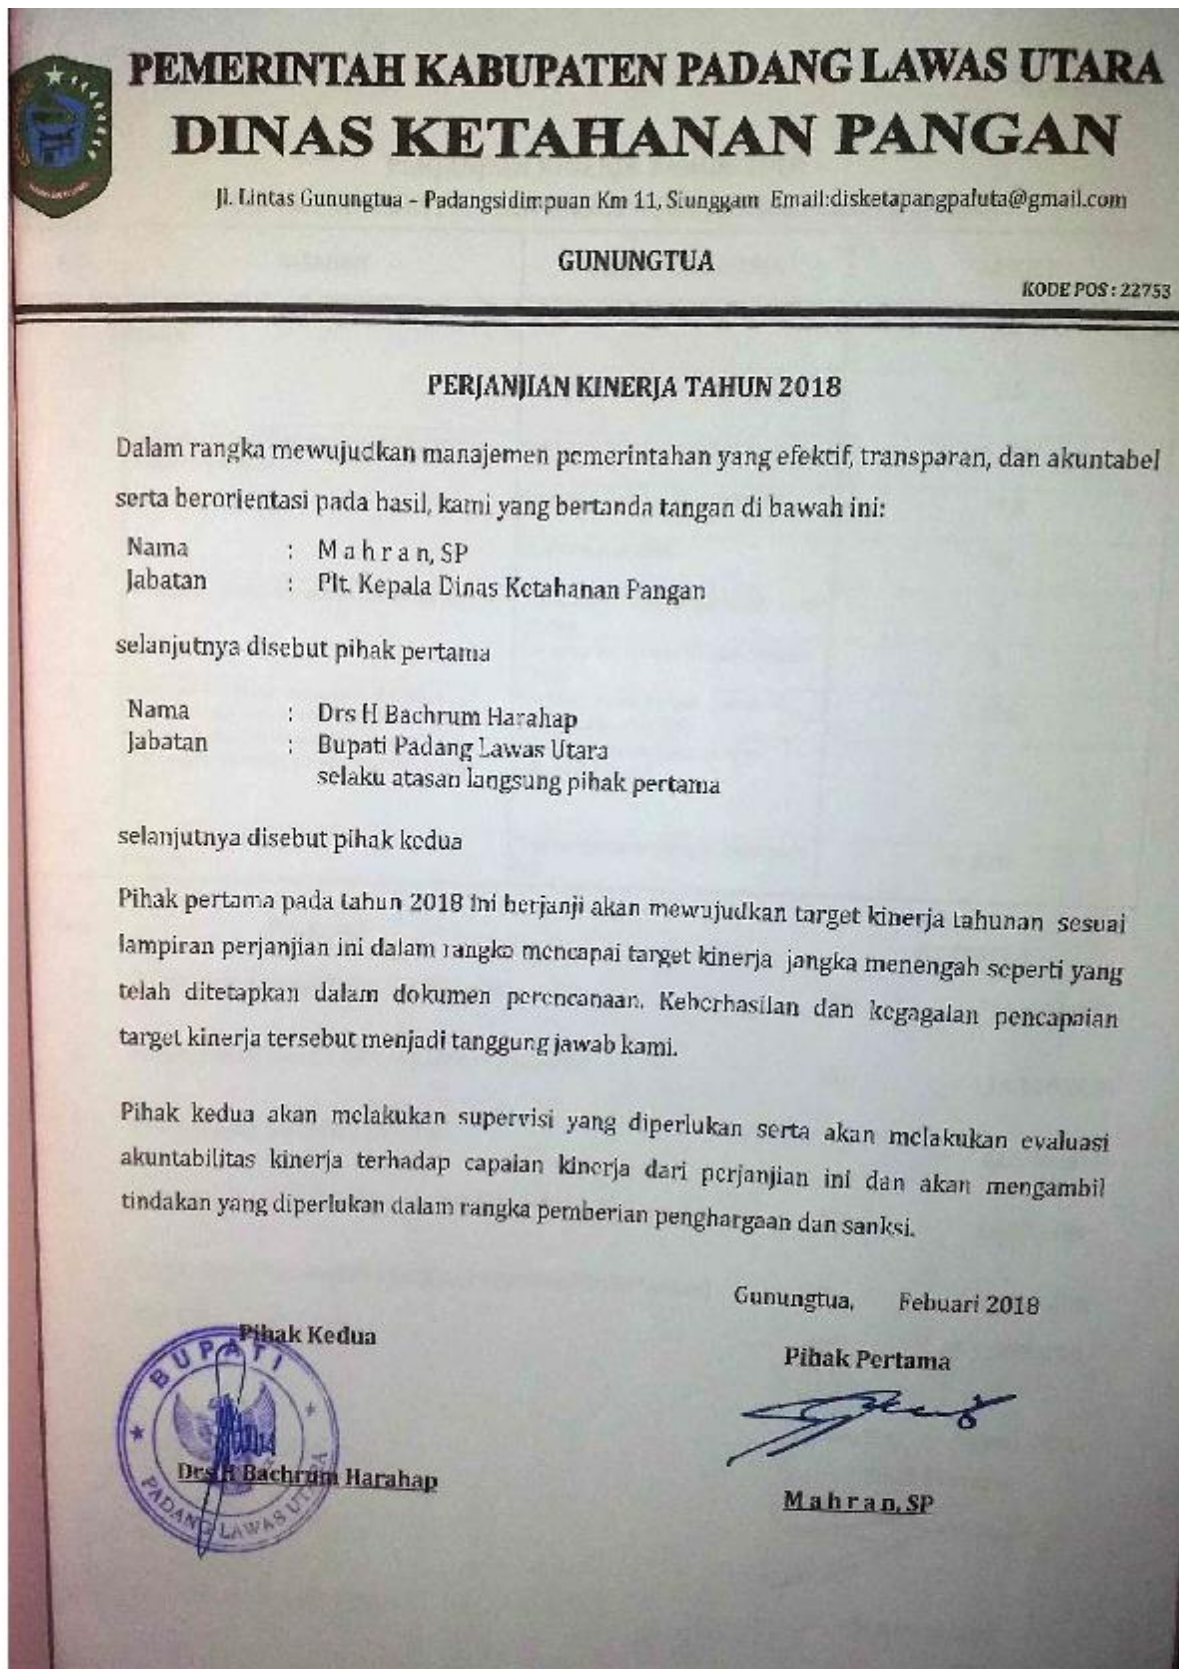 PEMERINTAH KABUPATEN PADANG LAWAS UTARA
DINAS KETAHANAN PANGAN
Jl. Lintas Gunungtua – Padangsidimpuan Km 11, Siunggam Email:disketapangpaluta@gmail.com
GUNUNGTUA
KODE POS : 22753
PERJANJIAN KINERJA TAHUN 2018
Dalam rangka mewujudkan manajemen pemerintahan yang efektif, transparan, dan akuntabel
serta berorientasi pada hasil, kami yang bertanda tangan di bawah ini:
Nama : M a h r a n, SP
Jabatan : Plt. Kepala Dinas Ketahanan Pangan
selanjutnya disebut pihak pertama
Nama : Drs H Bachrum Harahap
Jabatan : Bupati Padang Lawas Utara
selaku atasan langsung pihak pertama
selanjutnya disebut pihak kedua
Pihak pertama pada tahun 2018 ini berjanji akan mewujudkan target kinerja tahunan sesuai
lampiran perjanjian ini dalam rangka mencapai target kinerja jangka menengah seperti yang
telah ditetapkan dalam dokumen perencanaan. Keberhasilan dan kegagalan pencapaian
target kinerja tersebut menjadi tanggung jawab kami.
Pihak kedua akan melakukan supervisi yang diperlukan serta akan melakukan evaluasi
akuntabilitas kinerja terhadap capaian kinerja dari perjanjian ini dan akan mengambil
tindakan yang diperlukan dalam rangka pemberian penghargaan dan sanksi.
Gunungtua, Febuari 2018
Pihak Kedua
Pihak Pertama
BUPATI
PADANG LAWAS UTARA
Drs H Bachrum Harahap
M a h r a n, SP